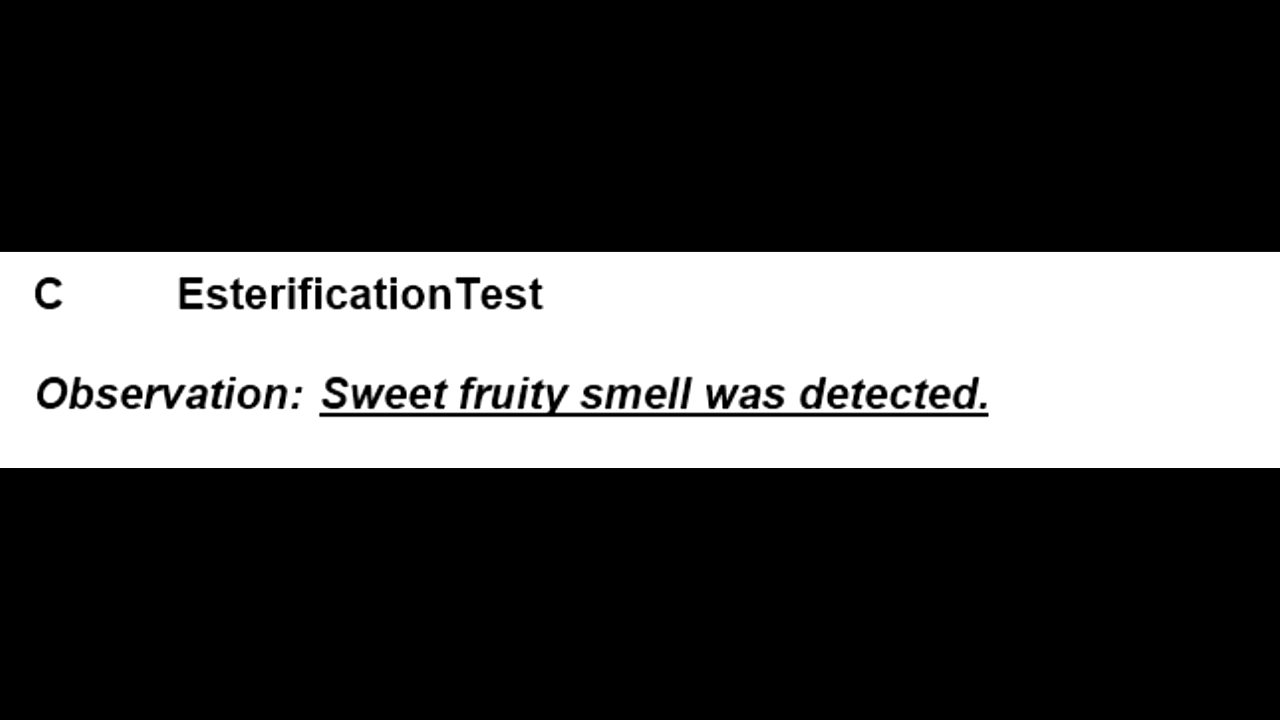 C EsterificationTest
Observation: Sweet fruity smell was detected.